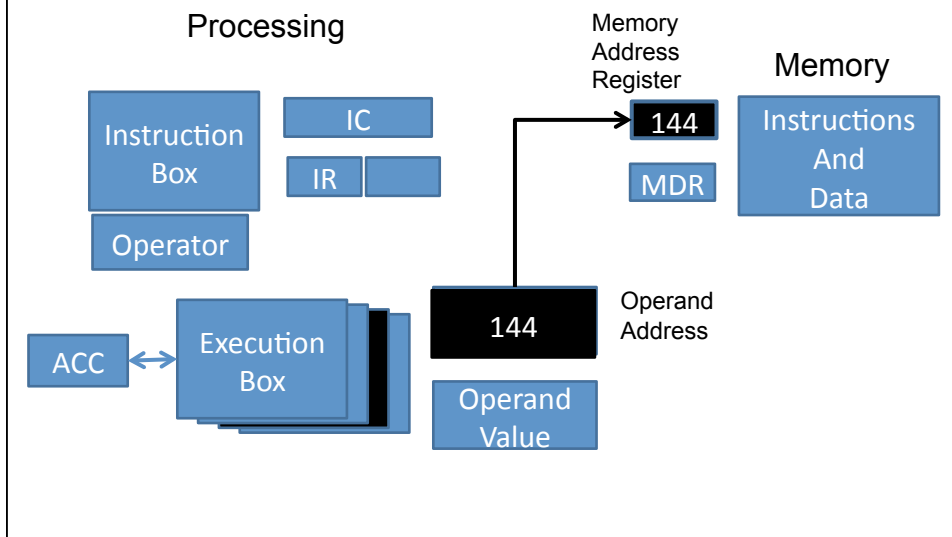 Processing
Memory
Address
Register
Memory
Instruction
Box
IC
144
Instructions
And
Data
IR
MDR
Operator
144
Operand
Address
ACC
Execution
Box
Operand
Value